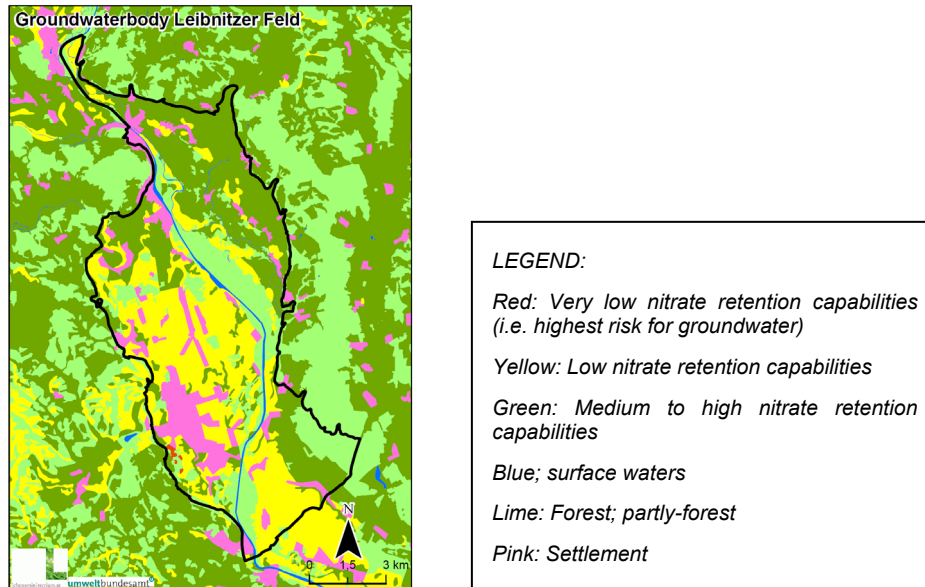 Groundwaterbody Leibnitzer Feld
N
0 1.5 3 km
umweltbundesamt
LEGEND:
Red: Very low nitrate retention capabilities
(i.e. highest risk for groundwater)
Yellow: Low nitrate retention capabilities
Green: Medium to high nitrate retention
capabilities
Blue; surface waters
Lime: Forest; partly-forest
Pink: Settlement